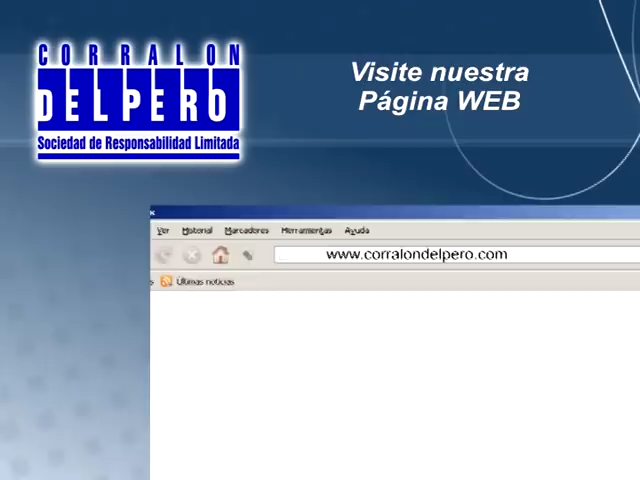 CORRALON
DELPERO
Sociedad de Responsabilidad Limitada
Visite nuestra
Página WEB
Ver Historial Marcadores Herramientas Ayuda
www.corralondelpero.com
Últimas noticias